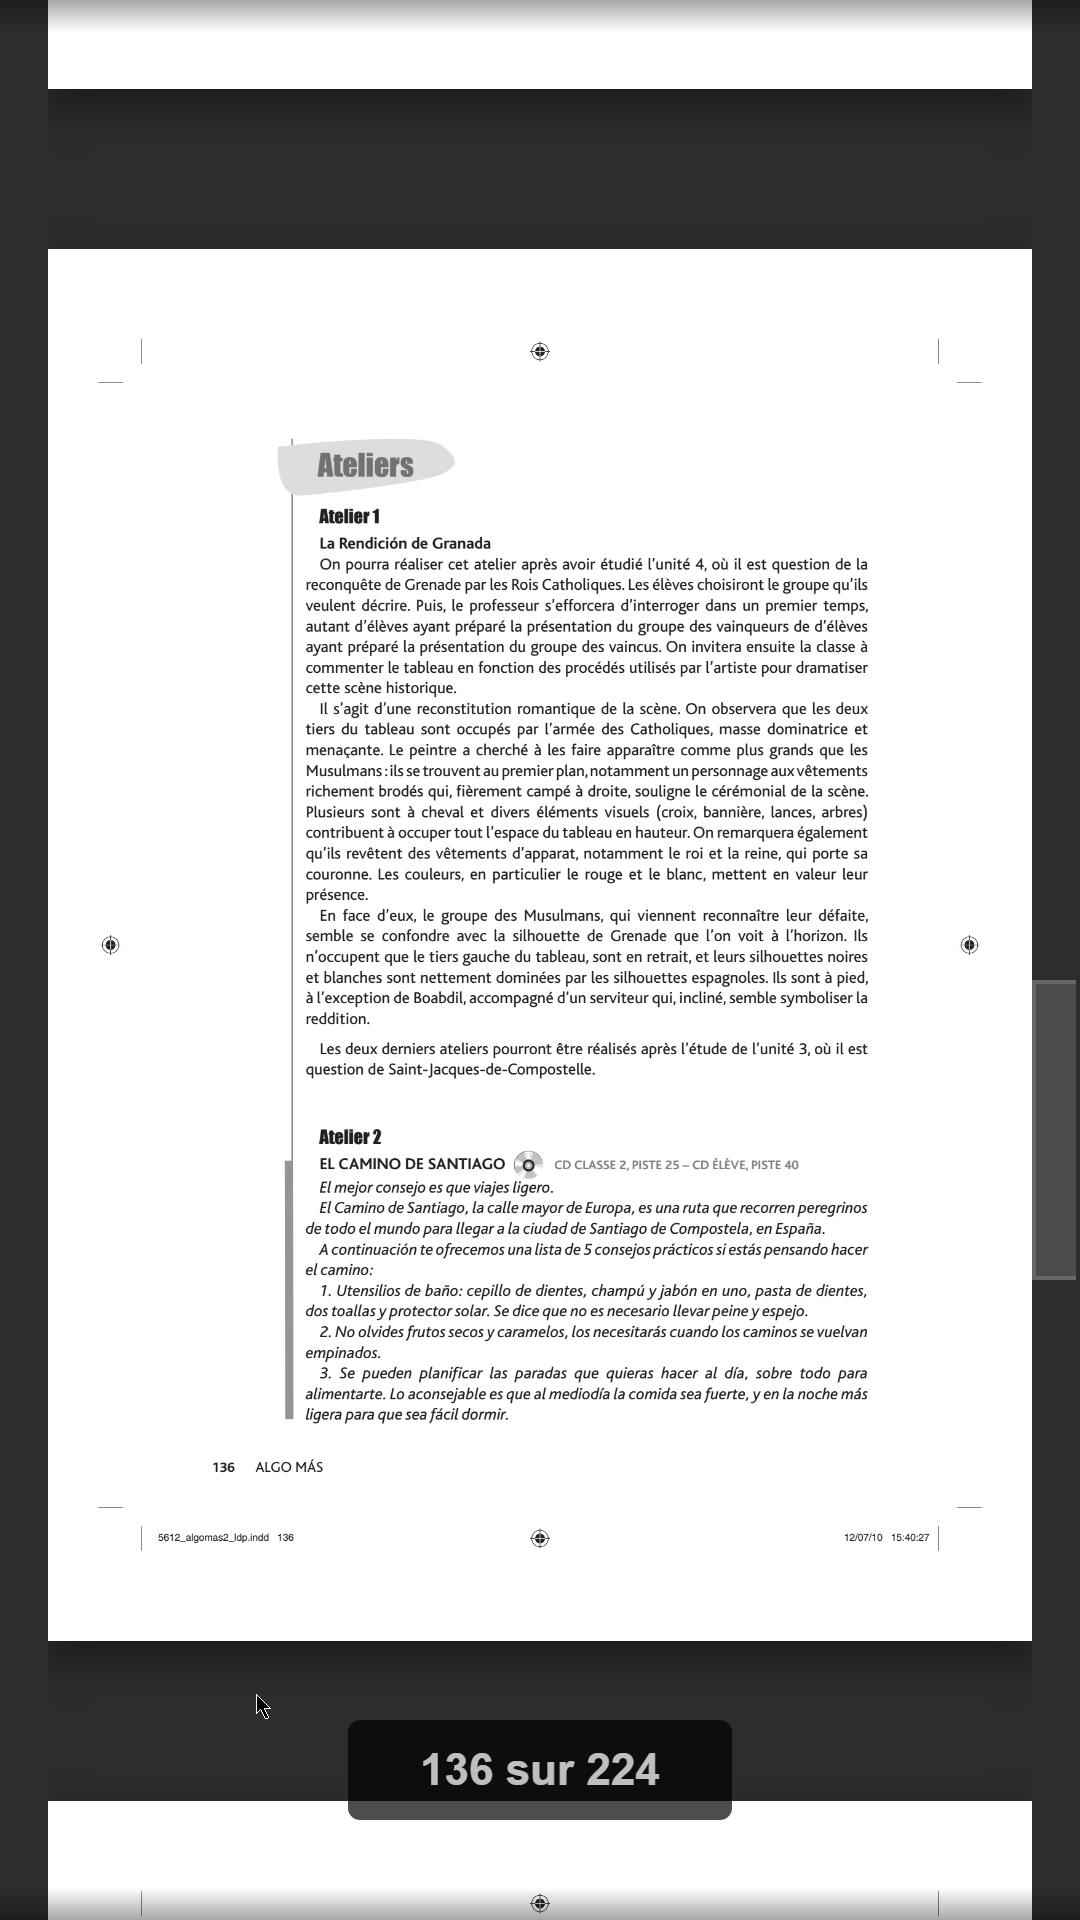 Ateliers
Atelier 1
La Rendición de Granada
On pourra réaliser cet atelier après avoir étudié l’unité 4, où il est question de la
reconquête de Grenade par les Rois Catholiques. Les élèves choisiront le groupe qu’ils
veulent décrire. Puis, le professeur s’efforcera d’interroger dans un premier temps,
autant d’élèves ayant préparé la présentation du groupe des vainqueurs de d’élèves
ayant préparé la présentation du groupe des vaincus. On invitera ensuite la classe à
commenter le tableau en fonction des procédés utilisés par l’artiste pour dramatiser
cette scène historique.
Il s’agit d’une reconstitution romantique de la scène. On observera que les deux
tiers du tableau sont occupés par l’armée des Catholiques, masse dominatrice et
menaçante. Le peintre a cherché à les faire apparaître comme plus grands que les
Musulmans : ils se trouvent au premier plan, notamment un personnage aux vêtements
richement brodés qui, fièrement campé à droite, souligne le cérémonial de la scène.
Plusieurs sont à cheval et divers éléments visuels (croix, bannière, lances, arbres)
contribuent à occuper tout l’espace du tableau en hauteur. On remarquera également
qu’ils revêtent des vêtements d’apparat, notamment le roi et la reine, qui porte sa
couronne. Les couleurs, en particulier le rouge et le blanc, mettent en valeur leur
présence.
En face d’eux, le groupe des Musulmans, qui viennent reconnaître leur défaite,
semble se confondre avec la silhouette de Grenade que l’on voit à l’horizon. Ils
n’occupent que le tiers gauche du tableau, sont en retrait, et leurs silhouettes noires
et blanches sont nettement dominées par les silhouettes espagnoles. Ils sont à pied,
à l’exception de Boabdil, accompagné d’un serviteur qui, incliné, semble symboliser la
reddition.
Les deux derniers ateliers pourront être réalisés après l’étude de l’unité 3, où il est
question de Saint-Jacques-de-Compostelle.
Atelier 2
EL CAMINO DE SANTIAGO CD CLASSE 2, PISTE 25 – CD ÉLÈVE, PISTE 40
El mejor consejo es que viajes ligero.
El Camino de Santiago, la calle mayor de Europa, es una ruta que recorren peregrinos
de todo el mundo para llegar a la ciudad de Santiago de Compostela, en España.
A continuación te ofrecemos una lista de 5 consejos prácticos si estás pensando hacer
el camino:
1. Utensilios de baño: cepillo de dientes, champú y jabón en uno, pasta de dientes,
dos toallas y protector solar. Se dice que no es necesario llevar peine y espejo.
2. No olvides frutos secos y caramelos, los necesitarás cuando los caminos se vuelvan
empinados.
3. Se pueden planificar las paradas que quieras hacer al día, sobre todo para
alimentarte. Lo aconsejable es que al mediodía la comida sea fuerte, y en la noche más
ligera para que sea fácil dormir.
136 ALGO MÁS
5612_algomas2_ldp.indd 136 12/07/10 15:40:27
136 sur 224